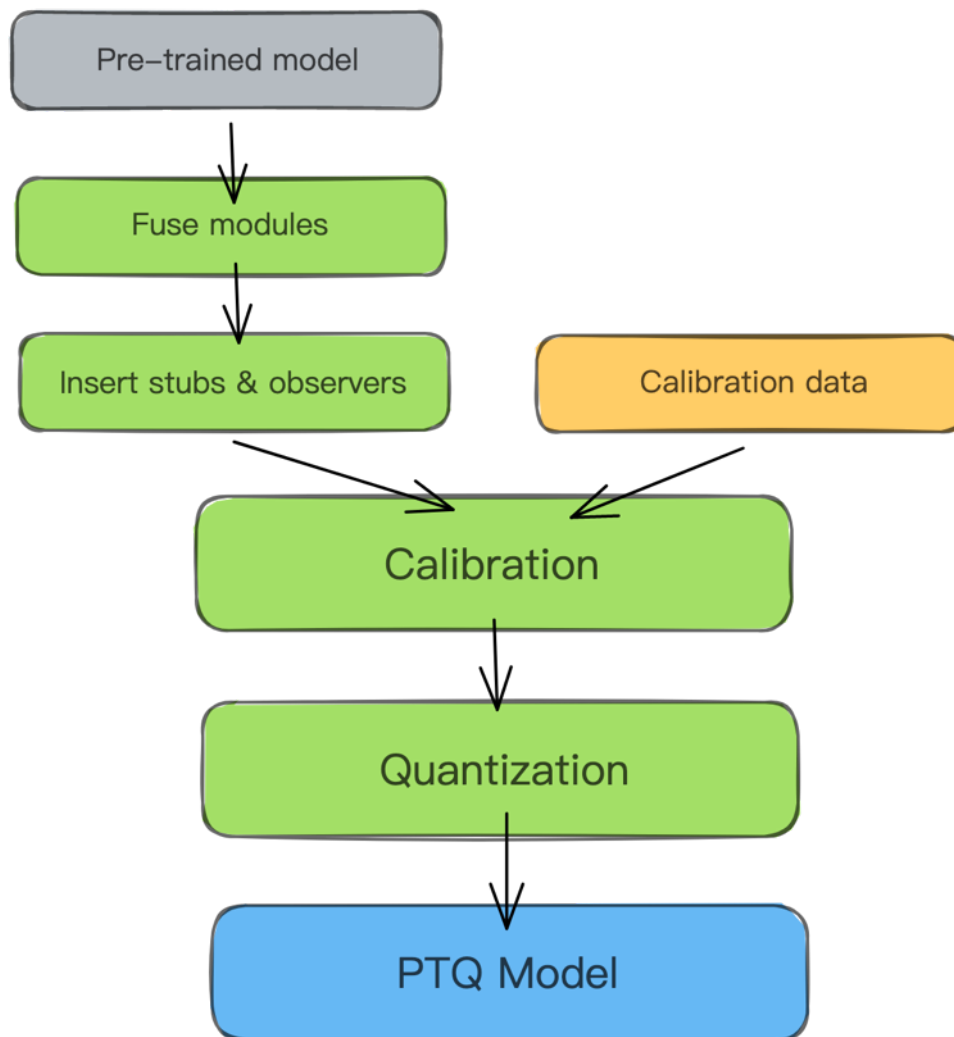 Pre-trained model
Fuse modules
Insert stubs & observers
Calibration data
Calibration
Quantization
PTQ Model